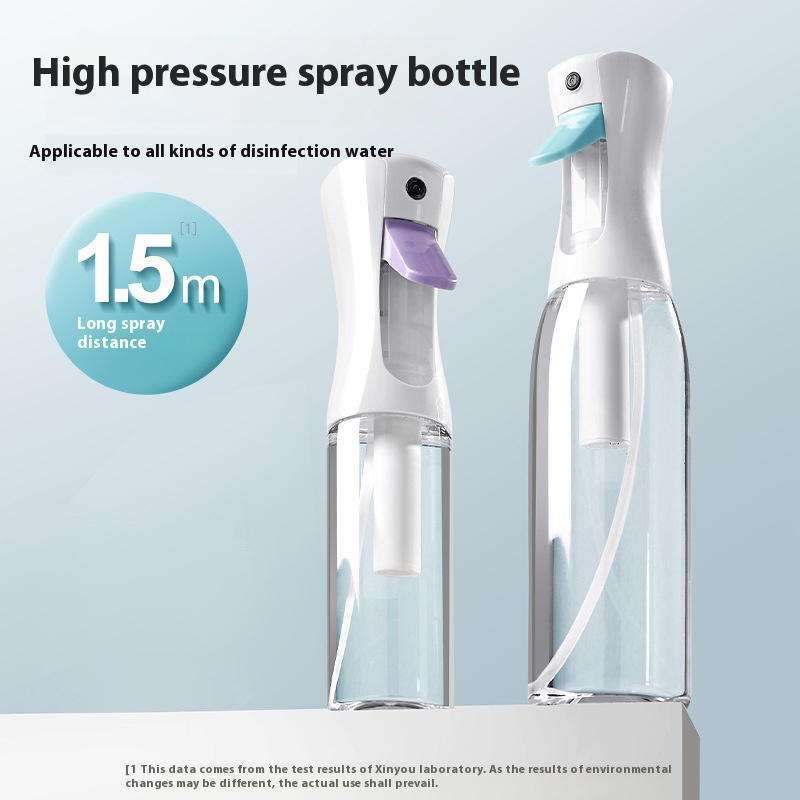 High pressure spray bottle
Applicable to all kinds of disinfection water
[1]
1.5m
Long spray
distance
[1 This data comes from the test results of Xinyou laboratory. As the results of environmental
changes may be different, the actual use shall prevail.